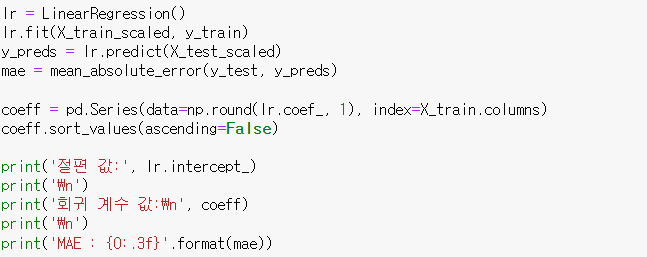 lr = LinearRegression()
lr.fit(X_train_scaled, y_train)
y_preds = lr.predict(X_test_scaled)
mae = mean_absolute_error(y_test, y_preds)
coeff = pd.Series(data=np.round(lr.coef_, 1), index=X_train.columns)
coeff.sort_values(ascending=False)
print('절편 값:', lr.intercept_)
print('₩n')
print('회귀 계수 값:₩n', coeff)
print('₩n')
print('MAE : {0:.3f}'.format(mae))